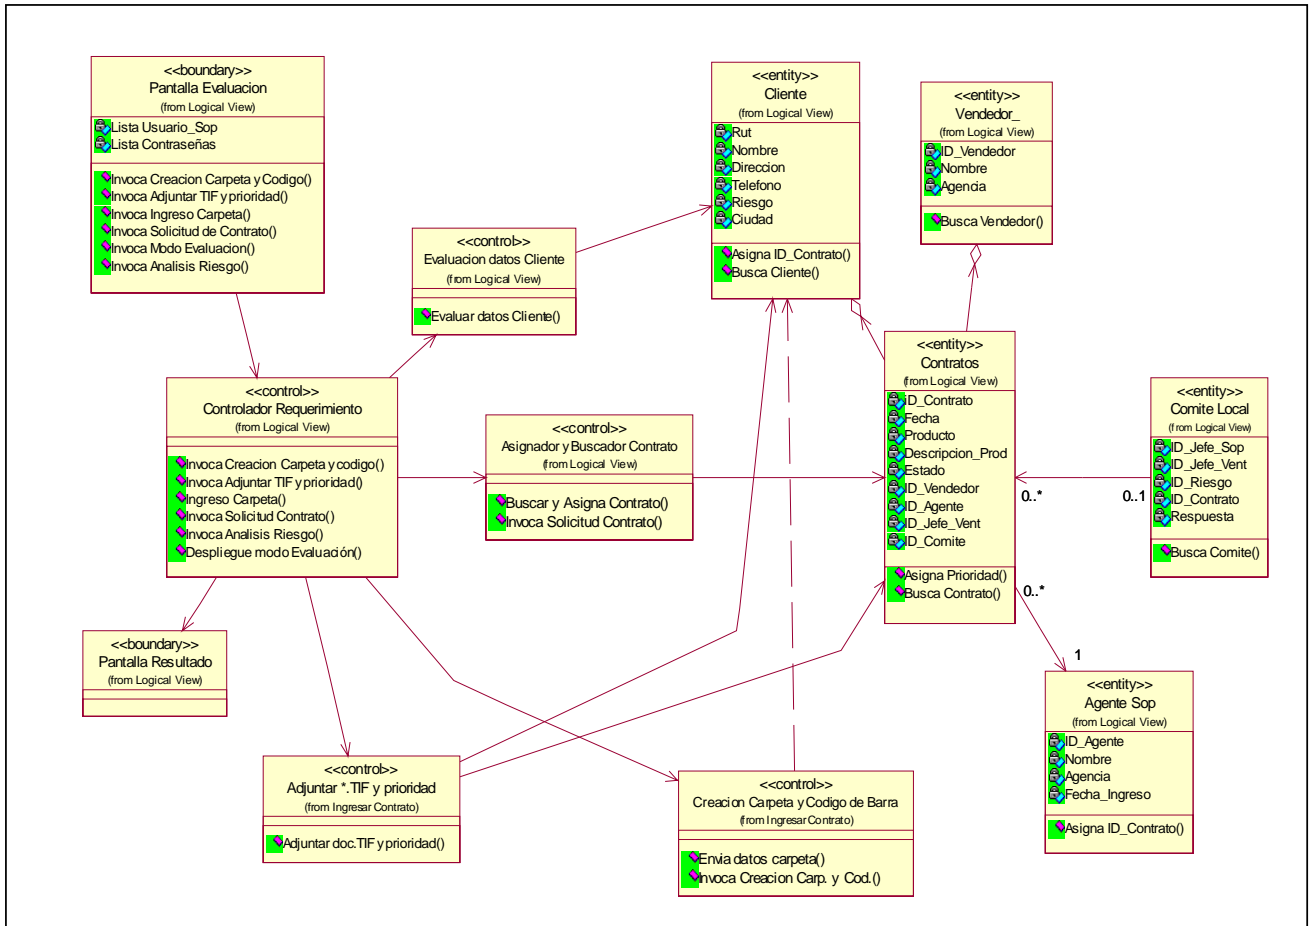 <<boundary>>
Pantalla Evaluacion
(from Logical View)
Lista Usuario_Sop
Lista Contraseñas
Invoca Creacion Carpeta y Codigo()
Invoca Adjuntar TIF y prioridad()
Invoca Ingreso Carpeta()
Invoca Solicitud de Contrato()
Invoca Modo Evaluacion()
Invoca Analisis Riesgo()
<<entity>>
Cliente
(from Logical View)
Rut
Nombre
Direccion
Telefono
Riesgo
Ciudad
Asigna ID_Contrato()
Busca Cliente()
<<entity>>
Vendedor_
(from Logical View)
ID_Vendedor
Nombre
Agencia
Busca Vendedor()
<<control>>
Evaluacion datos Cliente
(from Logical View)
Evaluar datos Cliente()
<<control>>
Controlador Requerimiento
(from Logical View)
Invoca Creacion Carpeta y codigo()
Invoca Adjuntar TIF y prioridad()
Ingreso Carpeta()
Invoca Solicitud Contrato()
Invoca Analisis Riesgo()
Despliegue modo Evaluación()
<<control>>
Asignador y Buscador Contrato
(from Logical View)
Buscar y Asigna Contrato()
Invoca Solicitud Contrato()
<<entity>>
Contratos
(from Logical View)
ID_Contrato
Fecha
Producto
Descripcion_Prod
Estado
ID_Vendedor
ID_Agente
ID_Jefe_Vent
ID_Comite
Asigna Prioridad()
Busca Contrato()
<<entity>>
Comite Local
(from Logical View)
ID_Jefe_Sop
ID_Jefe_Vent
ID_Riesgo
ID_Contrato
Respuesta
Busca Comite()
0..*
0..1
0..*
1
<<boundary>>
Pantalla Resultado
(from Logical View)
<<entity>>
Agente Sop
(from Logical View)
ID_Agente
Nombre
Agencia
Fecha_Ingreso
Asigna ID_Contrato()
<<control>>
Adjuntar *.TIF y prioridad
(from Ingresar Contrato)
Adjuntar doc.TIF y prioridad()
<<control>>
Creacion Carpeta y Codigo de Barra
(from Ingresar Contrato)
Envia datos carpeta()
Invoca Creacion Carp. y Cod.()